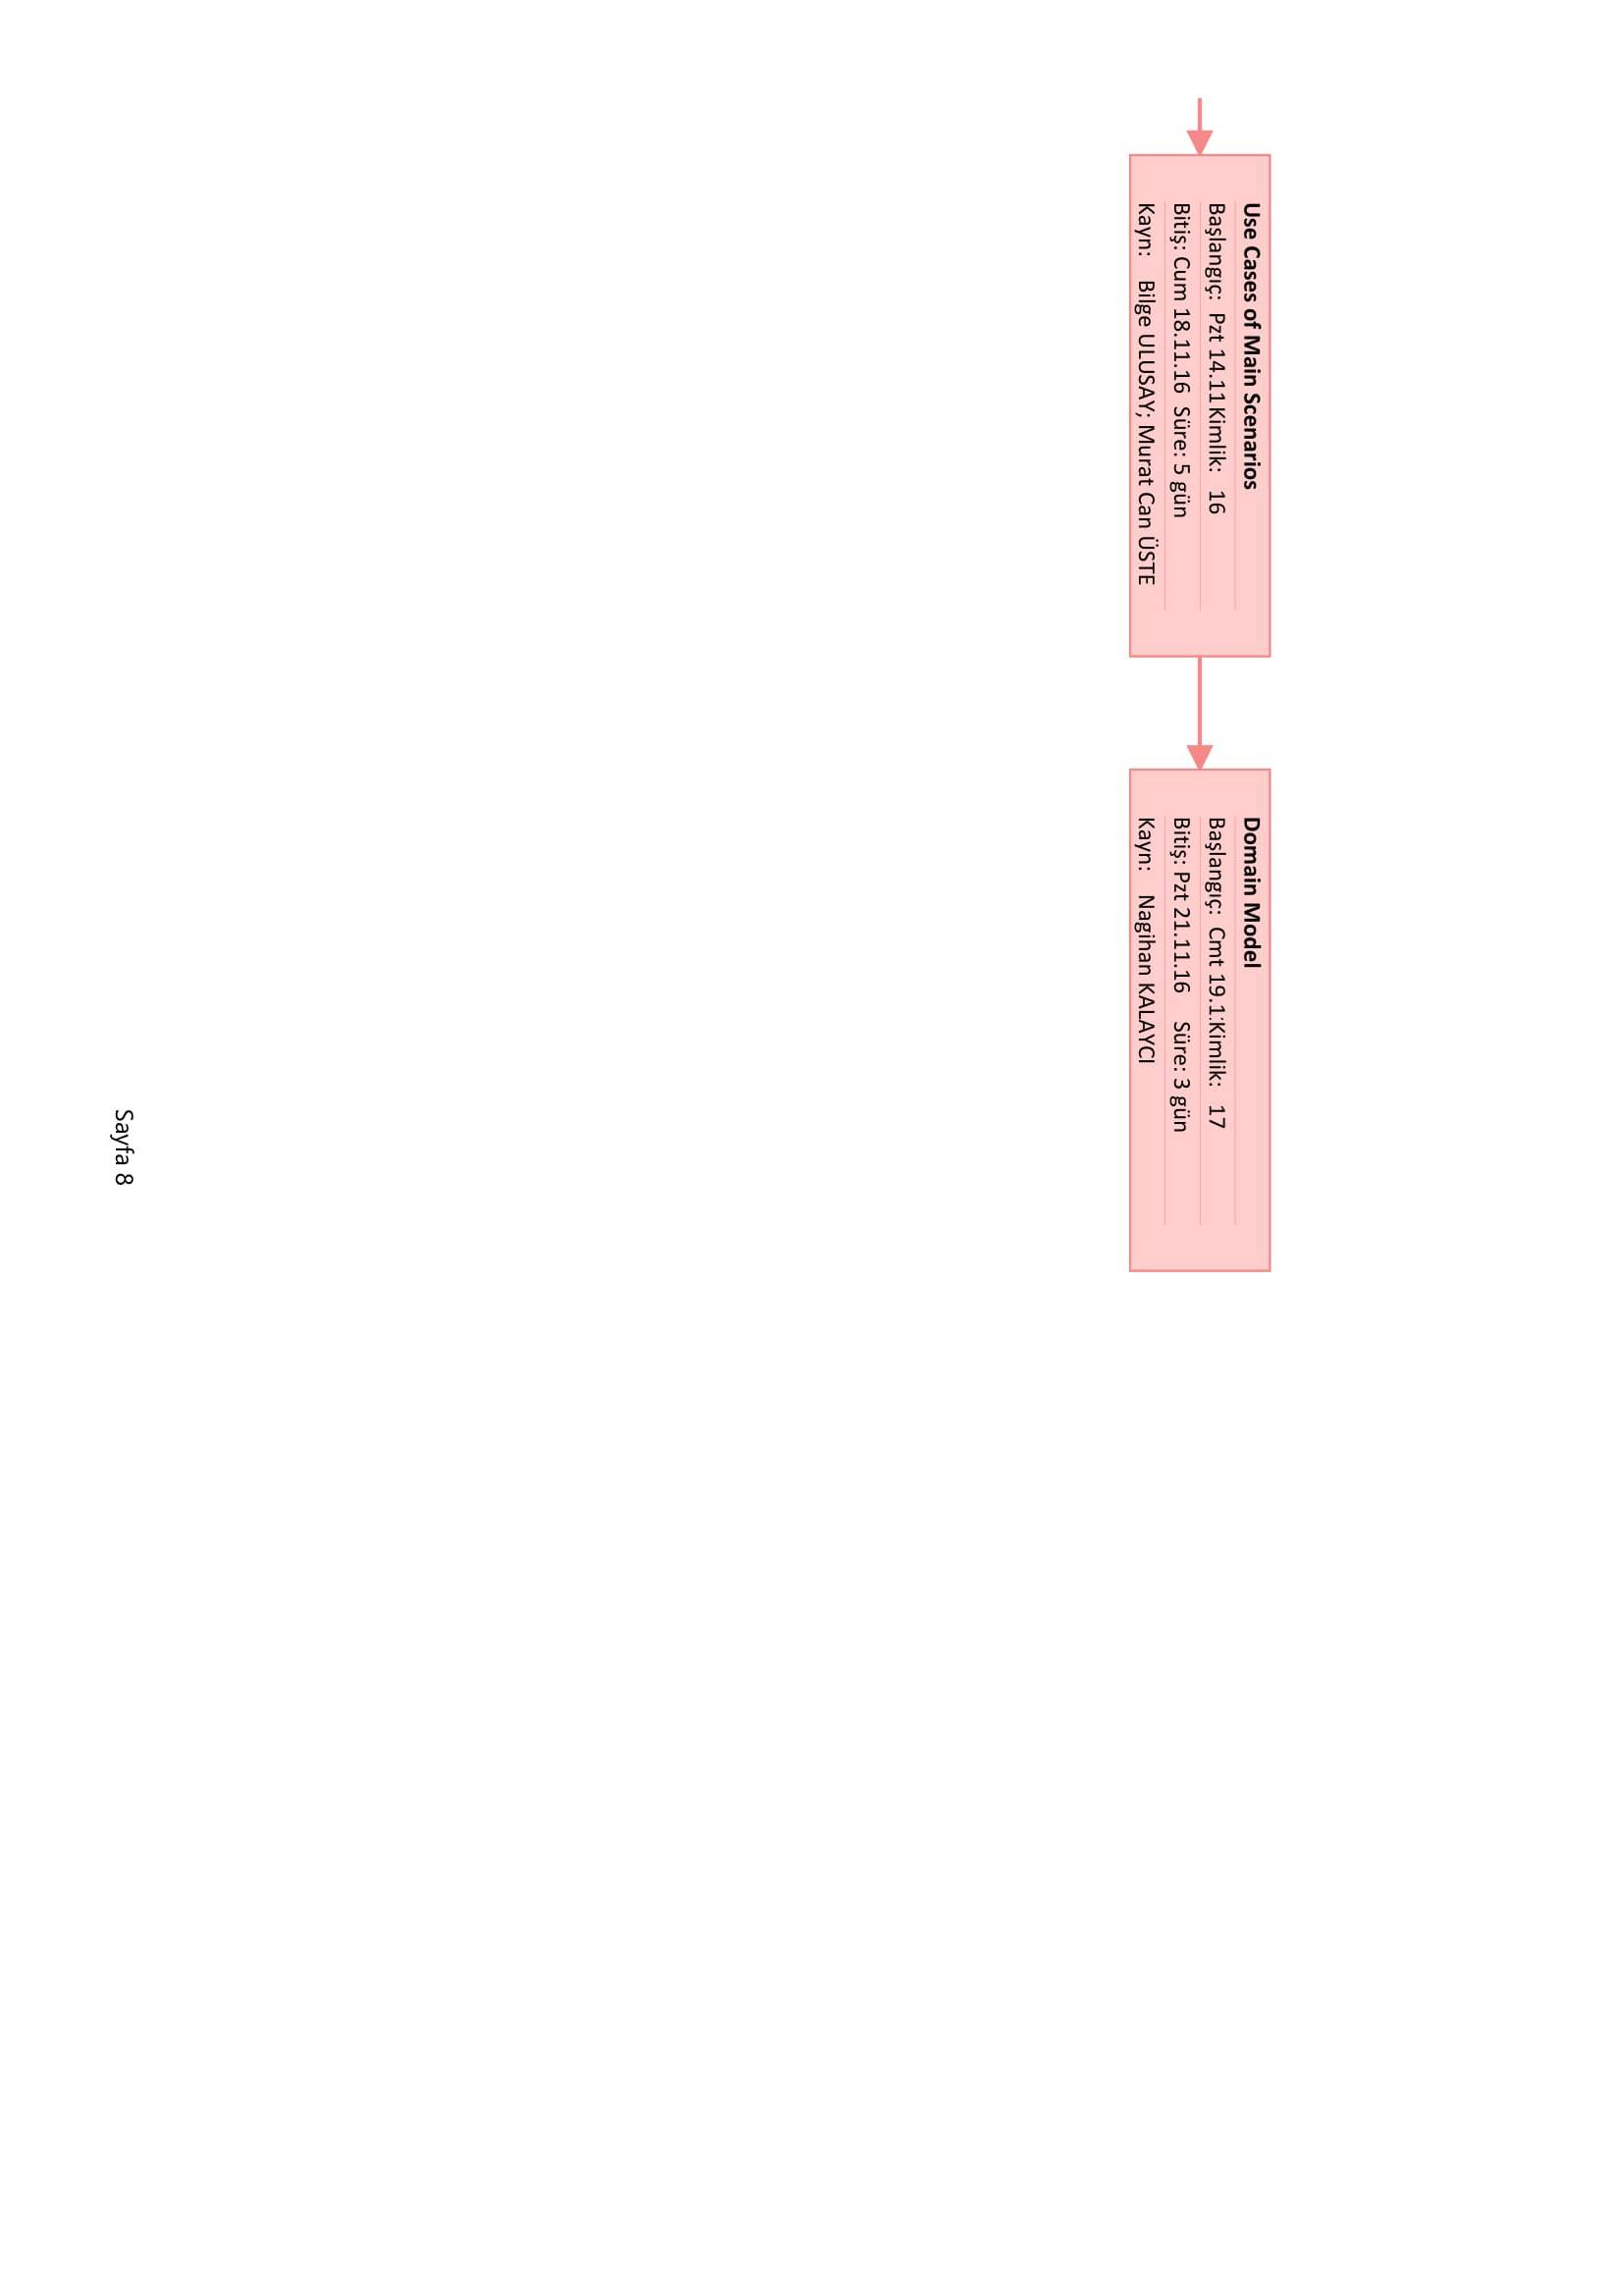 Use Cases of Main Scenarios
Başlangıç: Pzt 14.11 Kimlik: 16
Bitiş: Cum 18.11.16 Süre: 5 gün
Kayn: Bilge ULUSAY; Murat Can ÜSTE
Domain Model
Başlangıç: Cmt 19.1 Kimlik: 17
Bitiş: Pzt 21.11.16 Süre: 3 gün
Kayn: Nagihan KALAYCI
Sayfa 8